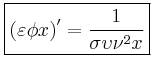 (εϕx)′ = 1/(συν²x)